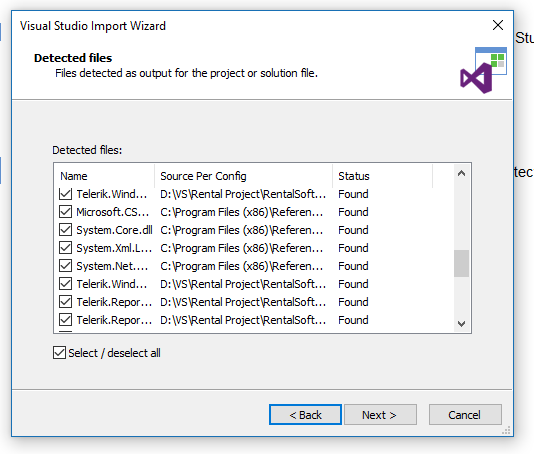 Visual Studio Import Wizard
Detected files
Files detected as output for the project or solution file.
Stu
tec
Detected files:
Name Source Per Config Status
Telerik.Wind... D:\VS\Rental Project\RentalSoft... Found
Microsoft.CS... C:\Program Files (x86)\Referen... Found
System.Core.dll C:\Program Files (x86)\Referen... Found
System.Xml.L... C:\Program Files (x86)\Referen... Found
System.Net.... C:\Program Files (x86)\Referen... Found
Telerik.Wind... D:\VS\Rental Project\RentalSoft... Found
Telerik.Repor... D:\VS\Rental Project\RentalSoft... Found
Telerik.Repor... D:\VS\Rental Project\RentalSoft... Found
Select / deselect all
< Back Next > Cancel